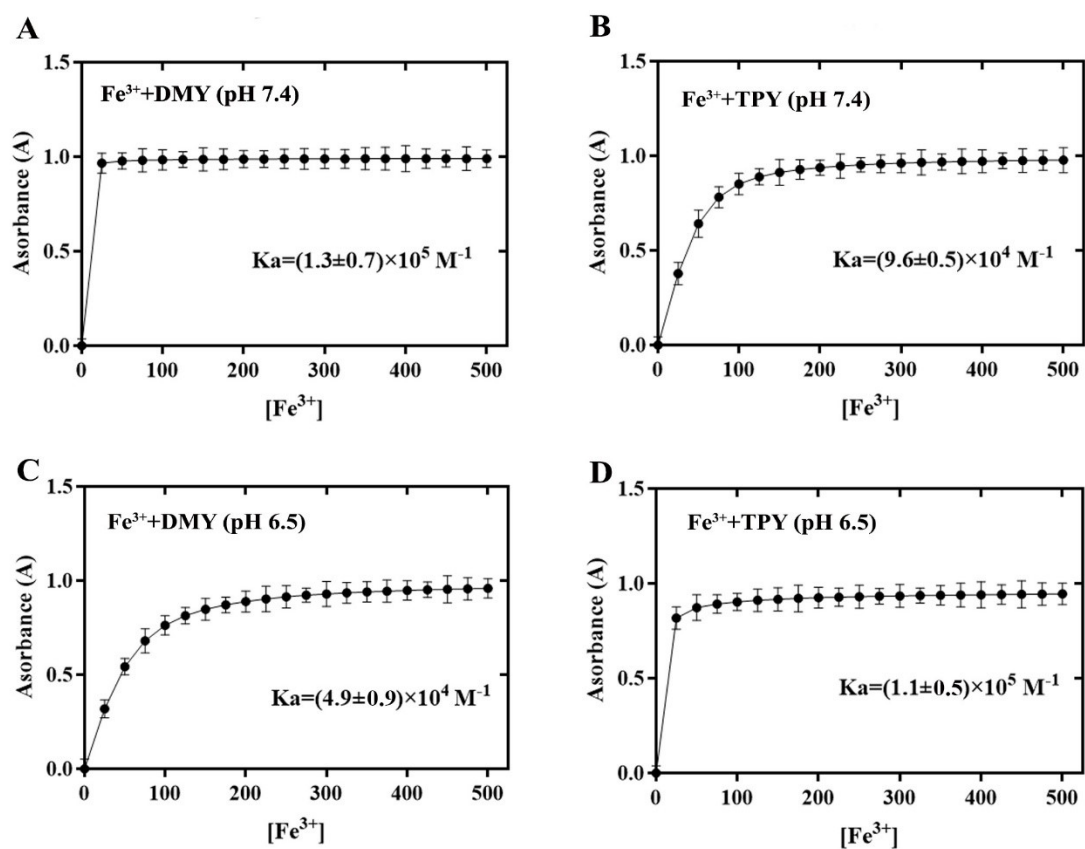 A
1.5
1.0
0.5
0.0
Asorbance (A)
Fe³⁺+DMY (pH 7.4)
Ka=(1.3±0.7)×10⁵ M⁻¹
0 100 200 300 400 500
[Fe³⁺]
B
1.5
1.0
0.5
0.0
Asorbance (A)
Fe³⁺+TPY (pH 7.4)
Ka=(9.6±0.5)×10⁴ M⁻¹
0 100 200 300 400 500
[Fe³⁺]
C
1.5
1.0
0.5
0.0
Asorbance (A)
Fe³⁺+DMY (pH 6.5)
Ka=(4.9±0.9)×10⁴ M⁻¹
0 100 200 300 400 500
[Fe³⁺]
D
1.5
1.0
0.5
0.0
Asorbance (A)
Fe³⁺+TPY (pH 6.5)
Ka=(1.1±0.5)×10⁵ M⁻¹
0 100 200 300 400 500
[Fe³⁺]